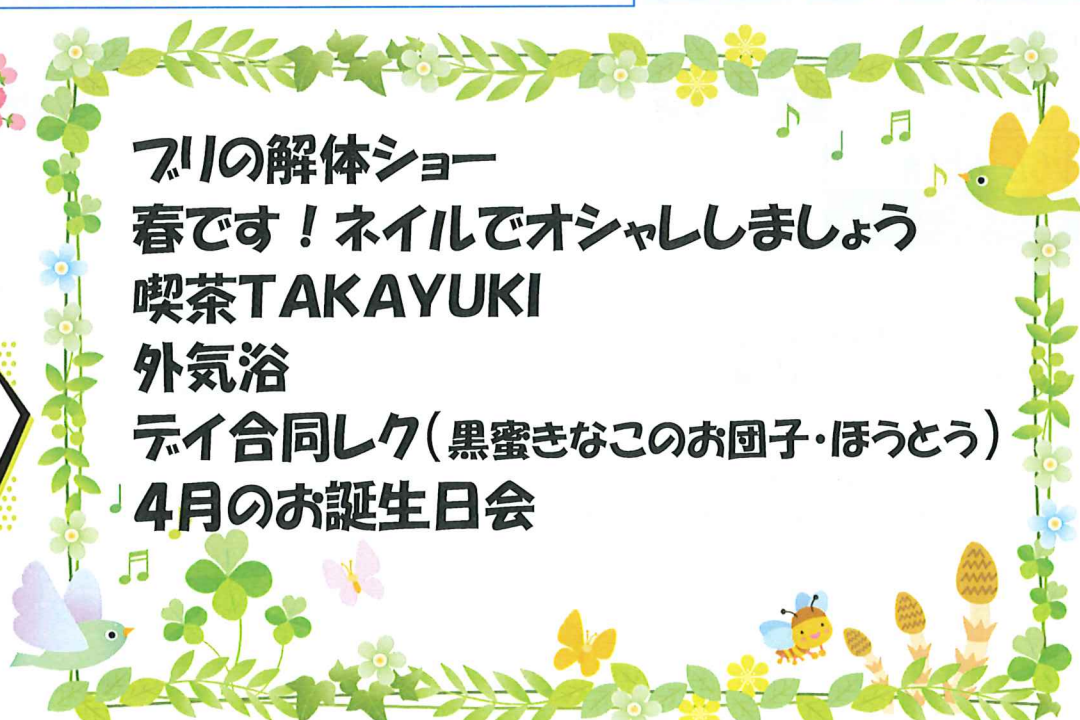 ブリの解体ショー
春です！ネイルでオシャレしましょう
喫茶TAKAYUKI
外気浴
デイ合同レク(黒蜜きなこのお団子・ほうとう)
4月のお誕生日会